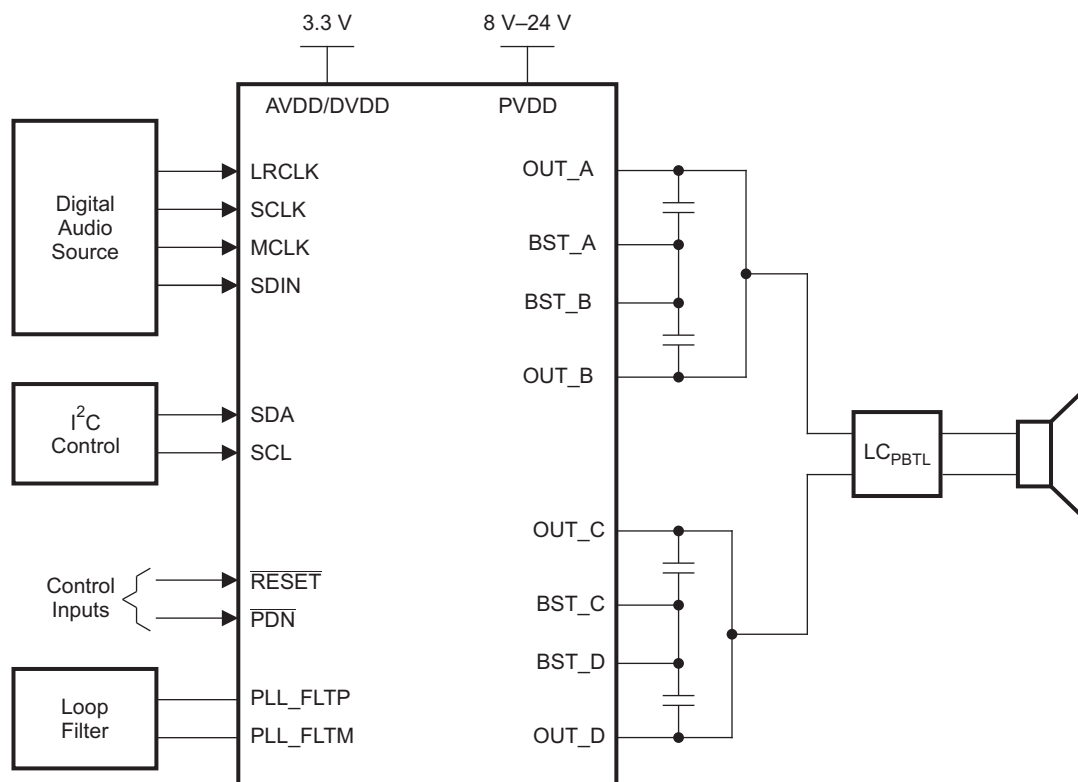 3.3 V
8 V–24 V
AVDD/DVDD
PVDD
Digital
Audio
Source
LRCLK
SCLK
MCLK
SDIN
OUT_A
BST_A
BST_B
OUT_B
I²C
Control
SDA
SCL
LC_PBTL
Control
Inputs
RESET
PDN
OUT_C
BST_C
BST_D
OUT_D
Loop
Filter
PLL_FLTP
PLL_FLTM